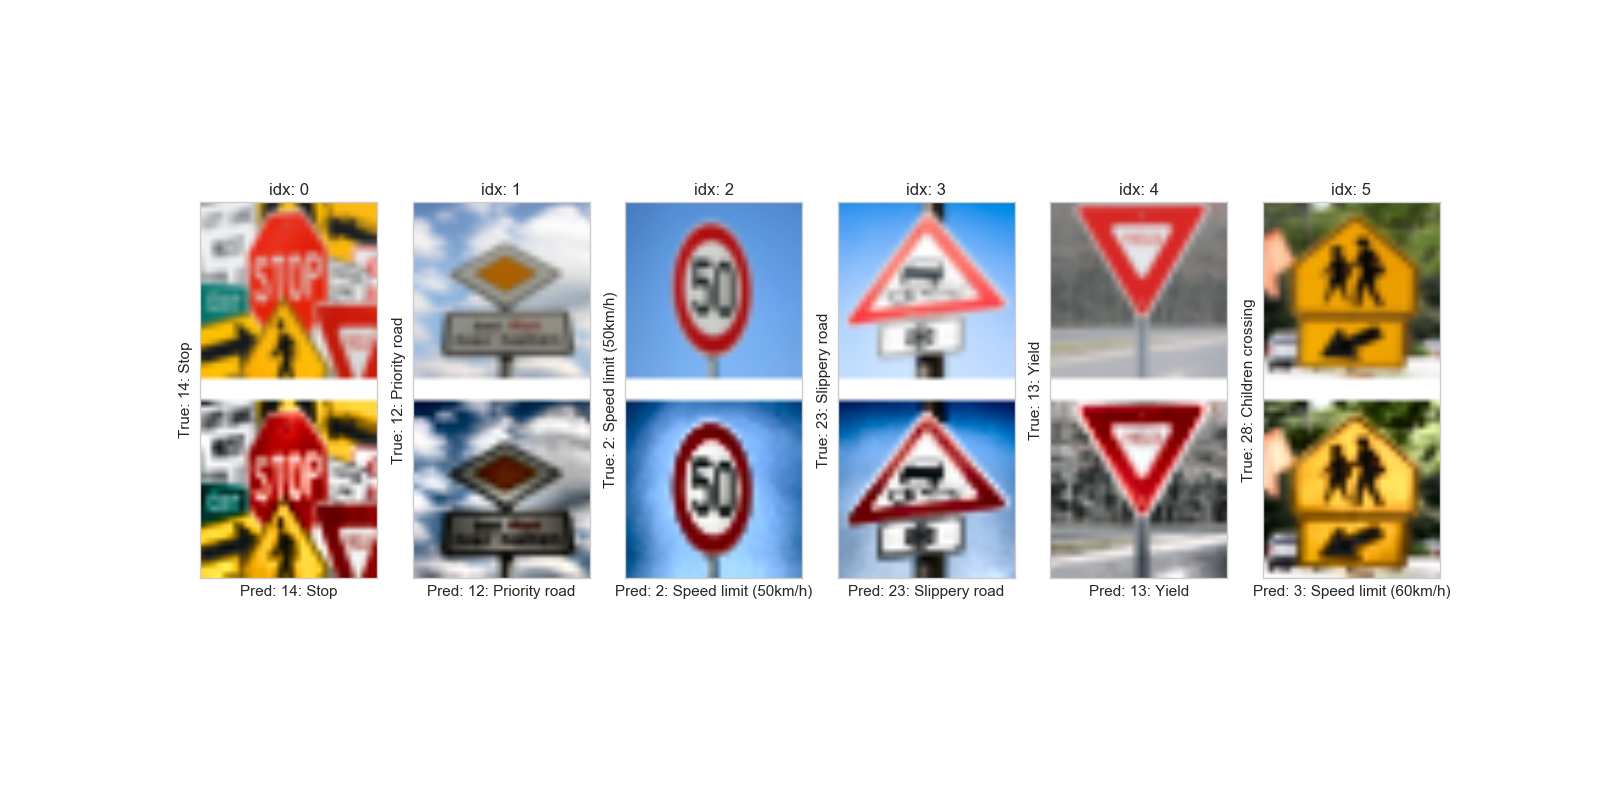 idx: 0
idx: 1
idx: 2
idx: 3
idx: 4
idx: 5
True: 14: Stop
True: 12: Priority road
True: 2: Speed limit (50km/h)
True: 23: Slippery road
True: 13: Yield
True: 28: Children crossing
STOP
50
STOP
50
Pred: 14: Stop
Pred: 12: Priority road
Pred: 2: Speed limit (50km/h)
Pred: 23: Slippery road
Pred: 13: Yield
Pred: 3: Speed limit (60km/h)